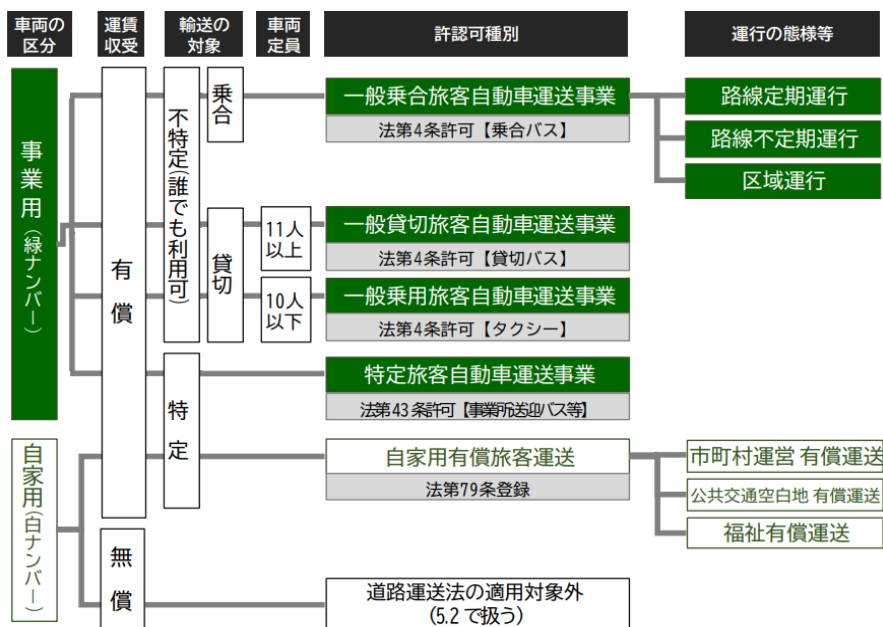 車両の
区分
運賃
収受
輸送の
対象
車両
定員
許認可種別
運行の態様等
事業用(緑ナンバー)
有償
不特定(誰でも利用可)
乗合
一般乗合旅客自動車運送事業
法第4条許可【乗合バス】
路線定期運行
路線不定期運行
区域運行
貸切
11人
以上
一般貸切旅客自動車運送事業
法第4条許可【貸切バス】
10人
以下
一般乗用旅客自動車運送事業
法第4条許可【タクシー】
特定
特定旅客自動車運送事業
法第43条許可【事業所送迎バス等】
自家用(白ナンバー)
自家用有償旅客運送
法第79条登録
市町村運営 有償運送
公共交通空白地 有償運送
福祉有償運送
無償
道路運送法の適用対象外
(5.2で扱う)